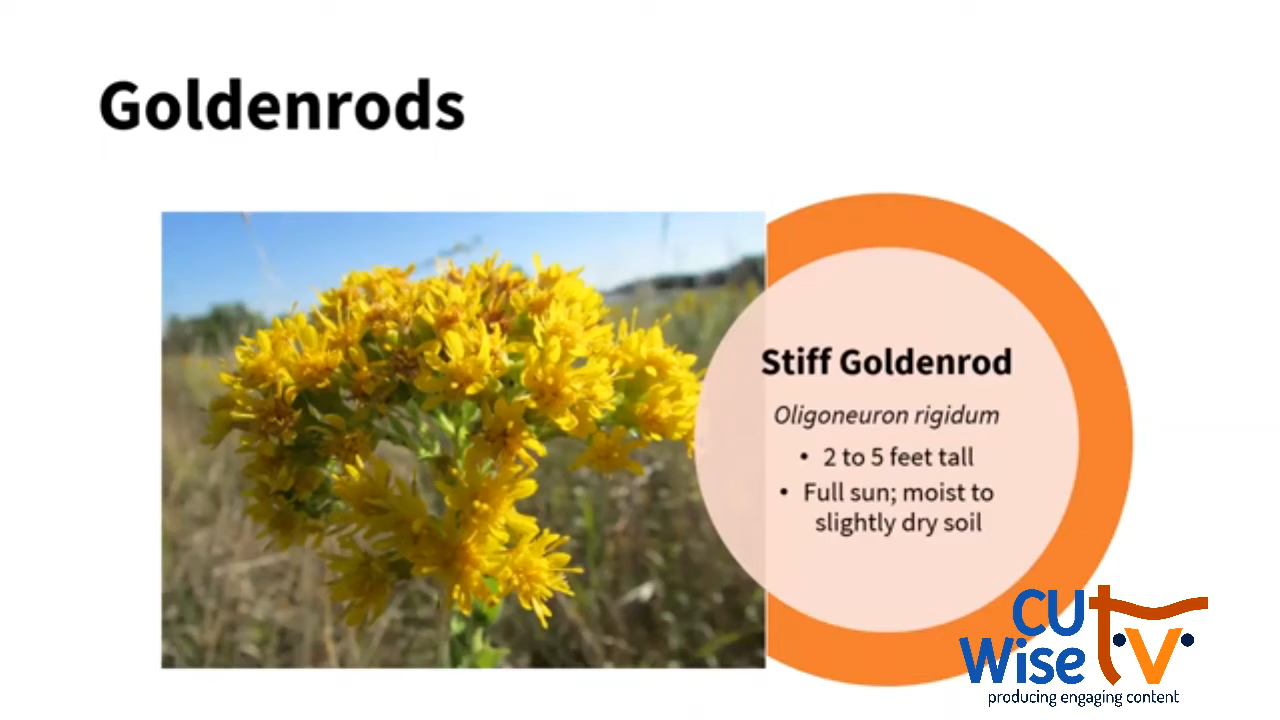 Goldenrods
Stiff Goldenrod
Oligoneuron rigidum
• 2 to 5 feet tall
• Full sun; moist to
slightly dry soil
CU
Wise tv
producing engaging content